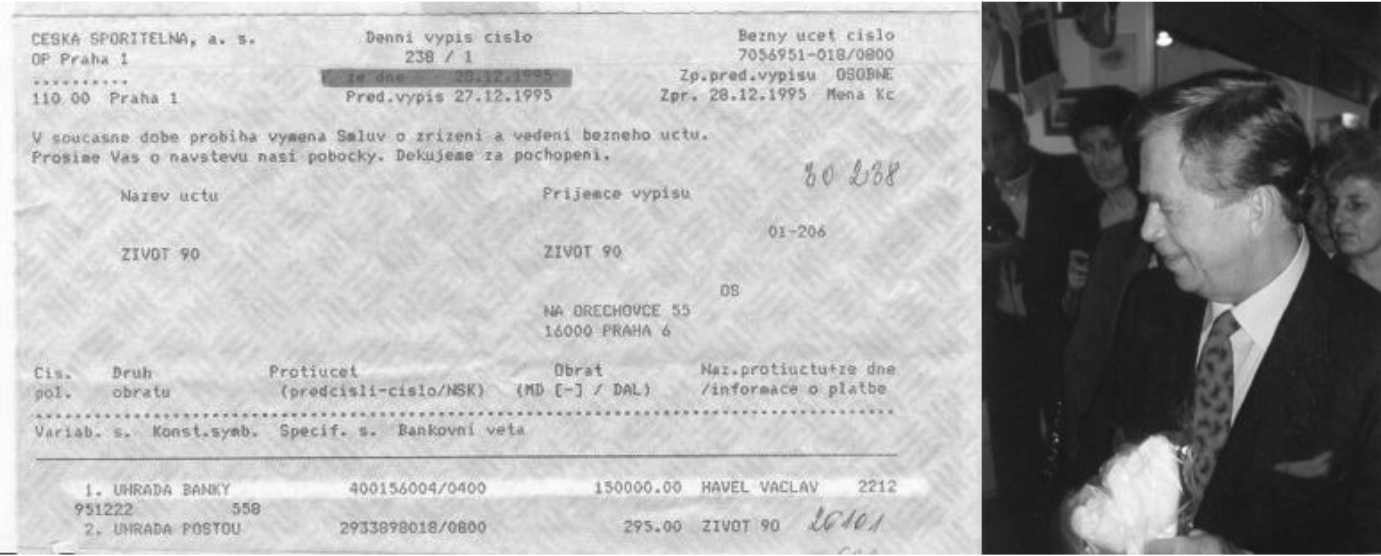 CESKA SPORITELNA, a. s. Denni vypis cislo Bezny ucet cislo
OP Praha 1 238 / 1 7056951-018/0800
.......... ze dne 28.12.1995 Zp.pred.vypisu OSOBNE
110 00 Praha 1 Pred.vypis 27.12.1995 Zpr. 28.12.1995 Mena Kc
V soucasne dobe probiha vymena Smluv o zrizeni a vedeni bezneho uctu.
Prosime Vas o navstevu nasi pobocky. Dekujeme za pochopeni.
80 238
Nazev uctu Prijemce vypisu
01-206
ZIVOT 90 ZIVOT 90
OS
NA ORECHOVCE 55
16000 PRAHA 6
Cis. Druh Protiucet Obrat Naz.protiuctu+ze dne
pol. obratu (predcisli-cislo/NSK) (MD [-] / DAL) /informace o platbe
Variab. s. Konst.symb. Specif. s. Bankovni veta
1. UHRADA BANKY 400156004/0400 150000.00 HAVEL VACLAV 2212
951222 558
2. UHRADA POSTOU 2933898018/0800 295.00 ZIVOT 90 26101